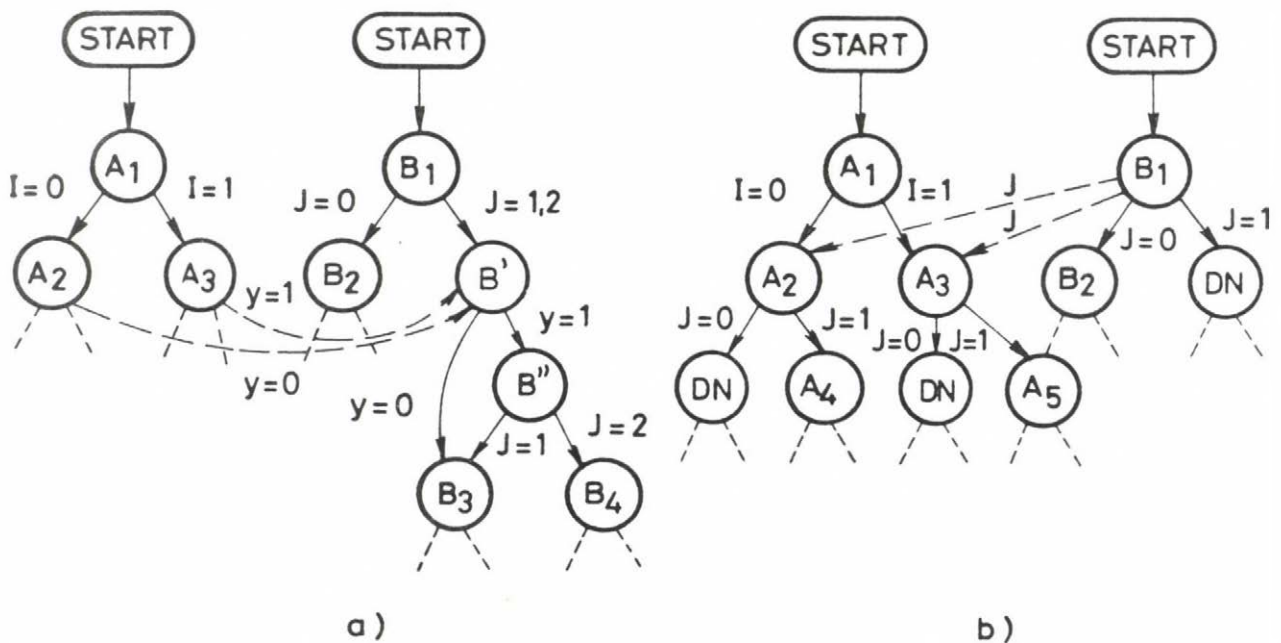 START START START START
A1 B1 A1 B1
I=0 I=1 J=0 J=1,2 I=0 I=1 J J J=0 J=1
A2 A3 y=1 B2 B' A2 A3 B2 DN
y=0 y=0 y=1 J=0 J=1 J=0 J=1
B" DN A4 DN A5
J=1 J=2
B3 B4
a) b)